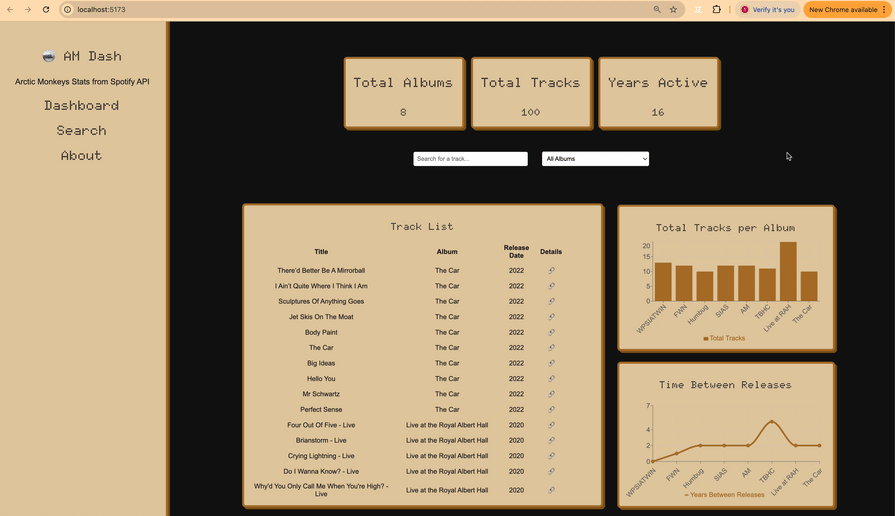 localhost:5173
Verify it's you
New Chrome available
AM Dash
Arctic Monkeys Stats from Spotify API
Dashboard
Search
About
Total Albums
8
Total Tracks
100
Years Active
16
Search for a track...
All Albums
Track List
Title Album Release Date Details
There'd Better Be A Mirrorball The Car 2022
I Ain't Quite Where I Think I Am The Car 2022
Sculptures Of Anything Goes The Car 2022
Jet Skis On The Moat The Car 2022
Body Paint The Car 2022
The Car The Car 2022
Big Ideas The Car 2022
Hello You The Car 2022
Mr Schwartz The Car 2022
Perfect Sense The Car 2022
Four Out Of Five - Live Live at the Royal Albert Hall 2020
Brianstorm - Live Live at the Royal Albert Hall 2020
Crying Lightning - Live Live at the Royal Albert Hall 2020
Do I Wanna Know? - Live Live at the Royal Albert Hall 2020
Why'd You Only Call Me When You're High? - Live Live at the Royal Albert Hall 2020
Total Tracks per Album
20
15
10
5
0
WPSIATWIN FWN Humbug SIAS AM TBHC Live at RAH The Car
Total Tracks
Time Between Releases
7
4
2
0
WPSIATWIN FWN Humbug SIAS AM TBHC Live at RAH The Car
Years Between Releases